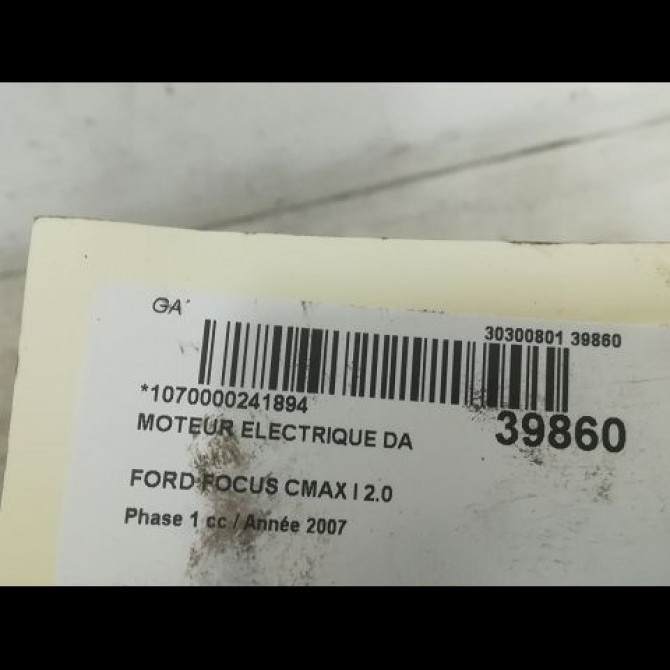 GA
30300801 39860
*1070000241894
39860
MOTEUR ELECTRIQUE DA
FORD FOCUS CMAX I 2.0
Phase 1 cc / Année 2007